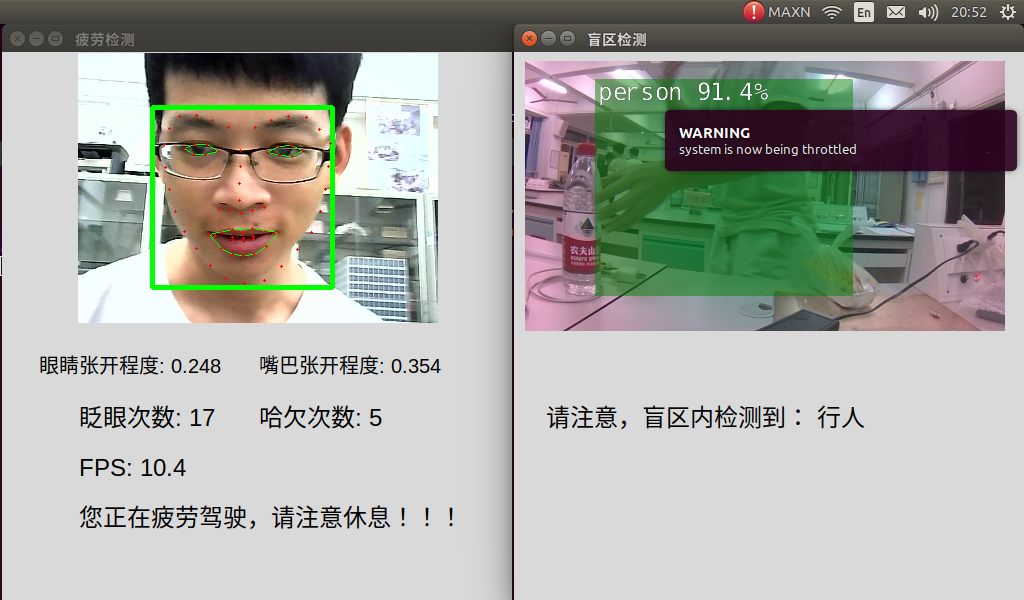 MAXN
En
20:52
疲劳检测
眼睛张开程度: 0.248
嘴巴张开程度: 0.354
眨眼次数: 17
哈欠次数: 5
FPS: 10.4
您正在疲劳驾驶，请注意休息！！！
盲区检测
person 91.4%
WARNING
system is now being throttled
农夫山
请注意，盲区内检测到： 行人